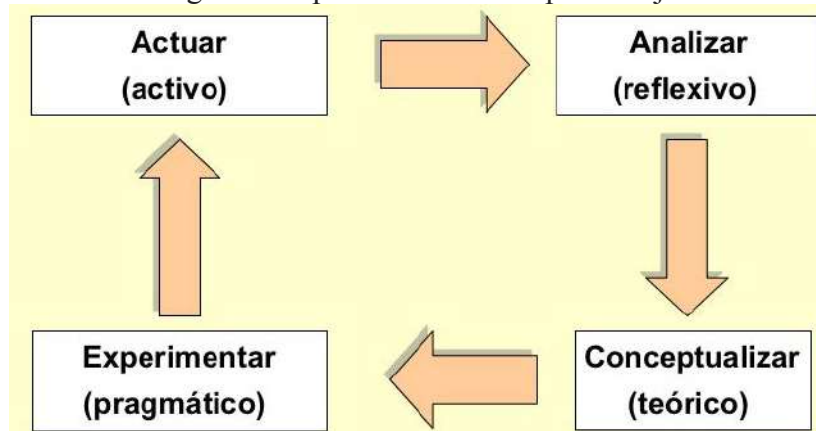 Actuar
(activo)
Analizar
(reflexivo)
Conceptualizar
(teórico)
Experimentar
(pragmático)